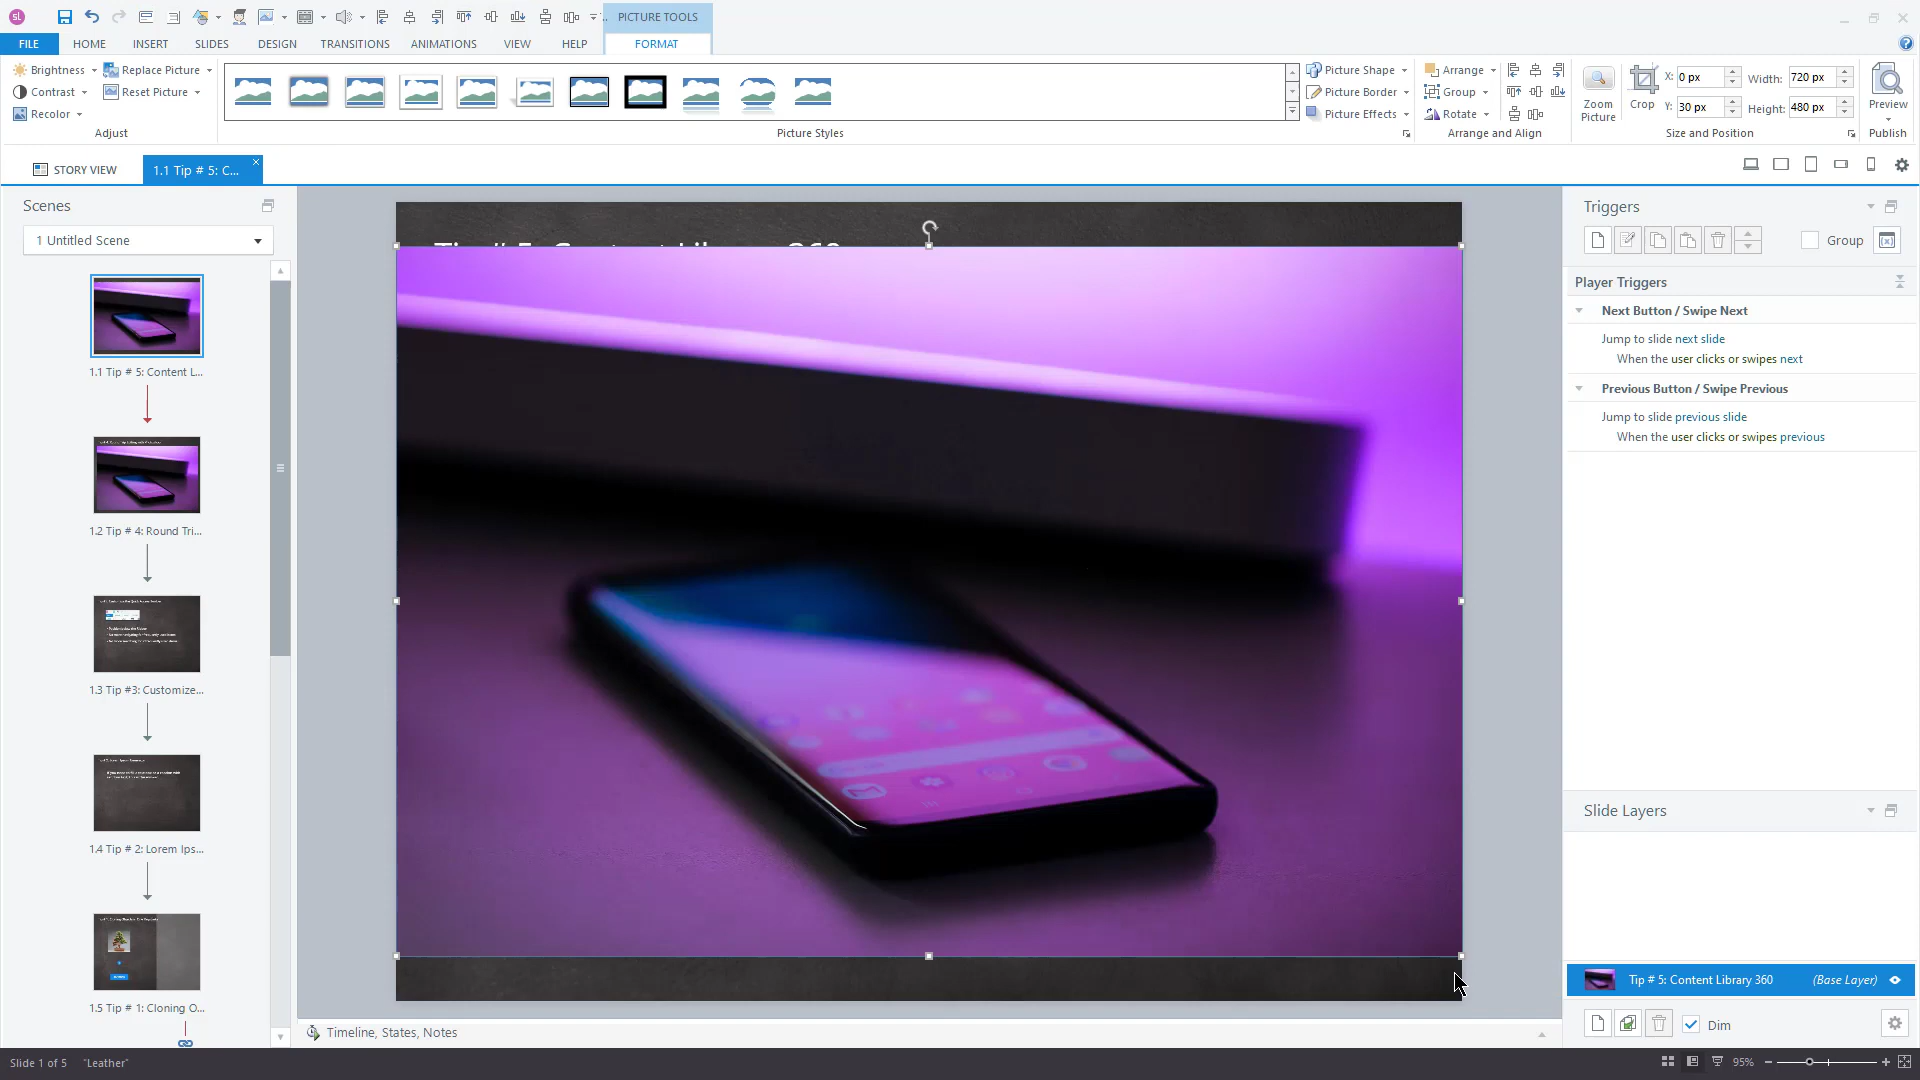 sl
PICTURE TOOLS
FILE
HOME
INSERT
SLIDES
DESIGN
TRANSITIONS
ANIMATIONS
VIEW
HELP
FORMAT
Brightness
Replace Picture
Contrast
Reset Picture
Recolor
Adjust
Picture Styles
Picture Shape
Picture Border
Picture Effects
Arrange
Group
Rotate
Arrange and Align
Zoom Picture
Crop
X: 0 px
Y: 30 px
Width: 720 px
Height: 480 px
Size and Position
Preview
Publish
STORY VIEW
1.1 Tip # 5: C...
Scenes
1 Untitled Scene
1.1 Tip # 5: Content L...
1.2 Tip # 4: Round Tri...
1.3 Tip #3: Customize...
1.4 Tip # 2: Lorem Ips...
1.5 Tip # 1: Cloning O...
Tip # 5: Content Library 360
Timeline, States, Notes
Triggers
Group
Player Triggers
Next Button / Swipe Next
Jump to slide next slide
When the user clicks or swipes next
Previous Button / Swipe Previous
Jump to slide previous slide
When the user clicks or swipes previous
Slide Layers
Tip # 5: Content Library 360 (Base Layer)
Dim
Slide 1 of 5
"Leather"
95%